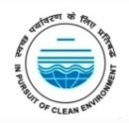 स्वच्छ पर्यावरण के लिए प्रतिबद्ध
IN PURSUIT OF CLEAN ENVIRONMENT